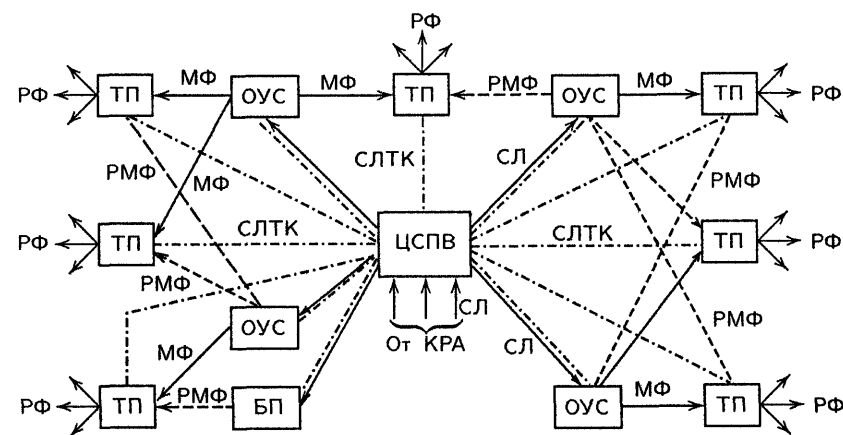 РФ
РФ ТП МФ ОУС МФ ТП РМФ ОУС МФ ТП РФ
РМФ МФ СЛТК СЛ РМФ
РФ ТП СЛТК ЦСПВ СЛТК ТП РФ
РМФ ОУС СЛ РМФ
МФ От КРА СЛ
РФ ТП РМФ БП ОУС МФ ТП РФ